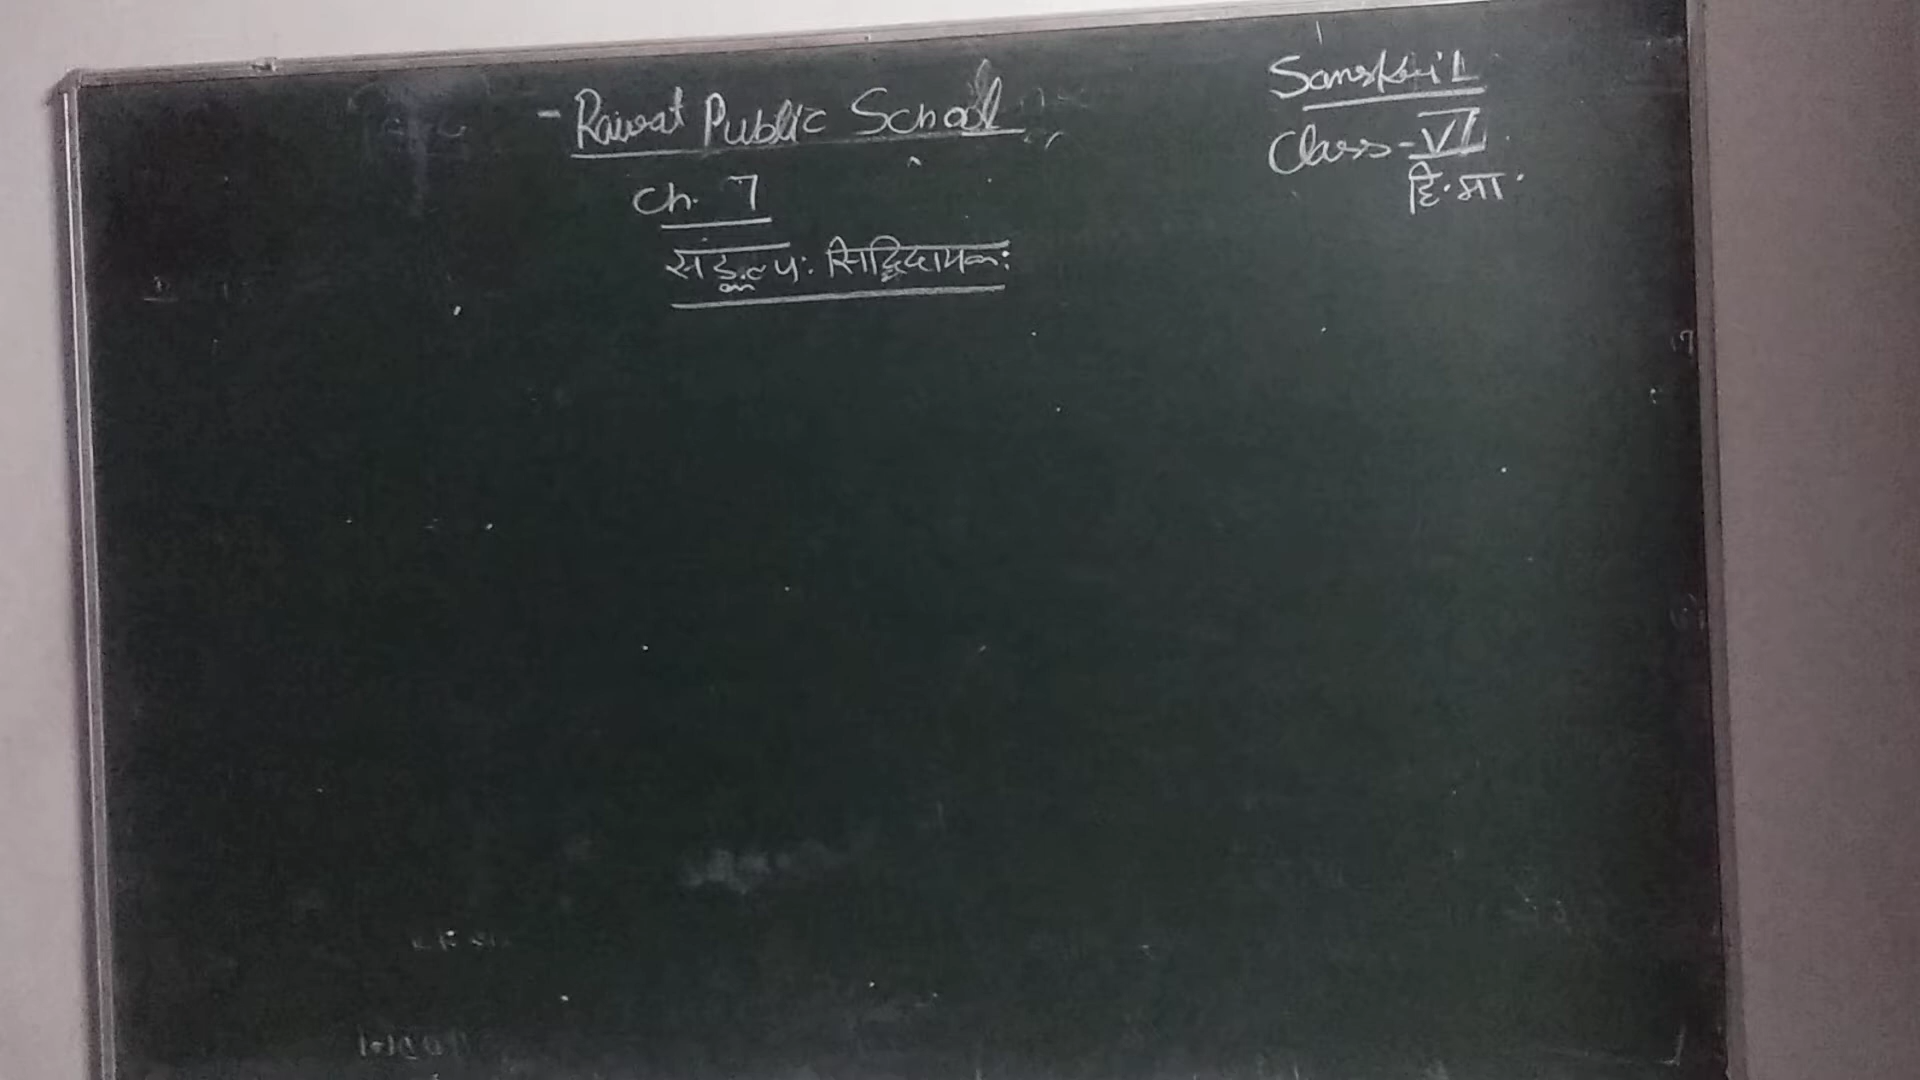 - Rawat Public School
Sanskrit
Class - VI
हि. मा.
Ch. 7
सङ्कल्पः सिद्धिदायकः